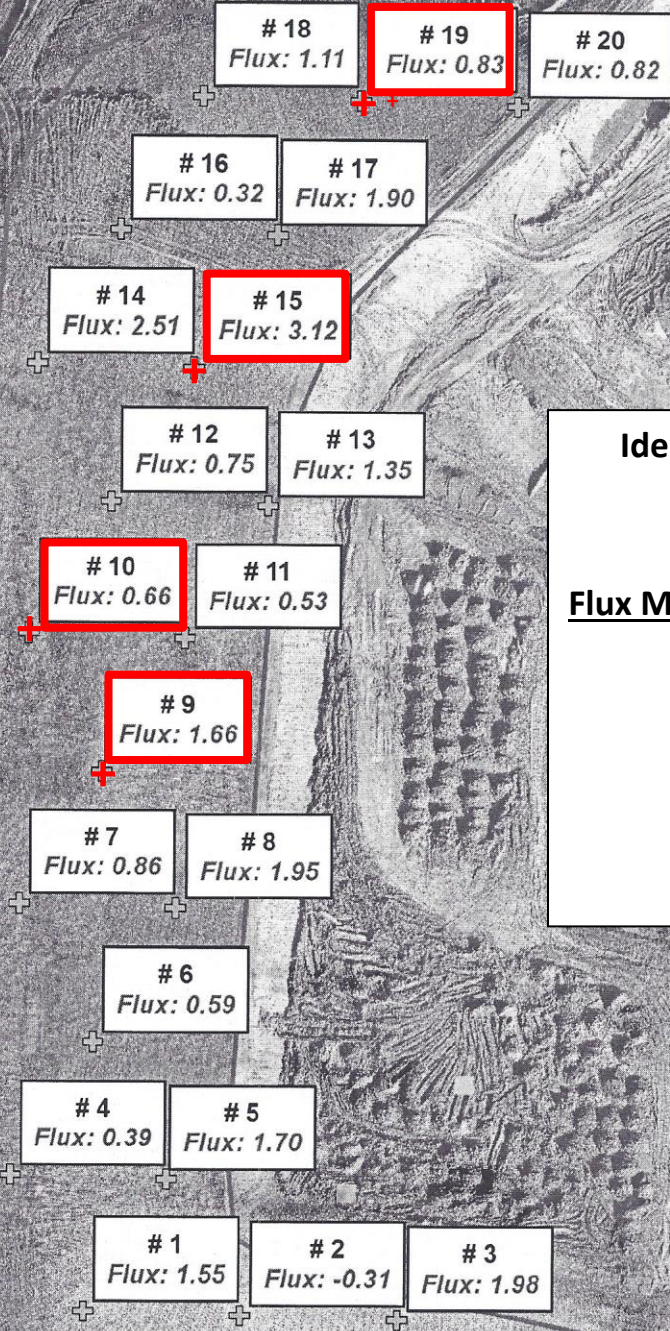 # 18
Flux: 1.11
# 19
Flux: 0.83
# 20
Flux: 0.82
# 16
Flux: 0.32
# 17
Flux: 1.90
# 14
Flux: 2.51
# 15
Flux: 3.12
# 12
Flux: 0.75
# 13
Flux: 1.35
Ide
# 10
Flux: 0.66
# 11
Flux: 0.53
Flux M
# 9
Flux: 1.66
# 7
Flux: 0.86
# 8
Flux: 1.95
# 6
Flux: 0.59
# 4
Flux: 0.39
# 5
Flux: 1.70
# 1
Flux: 1.55
# 2
Flux: -0.31
# 3
Flux: 1.98